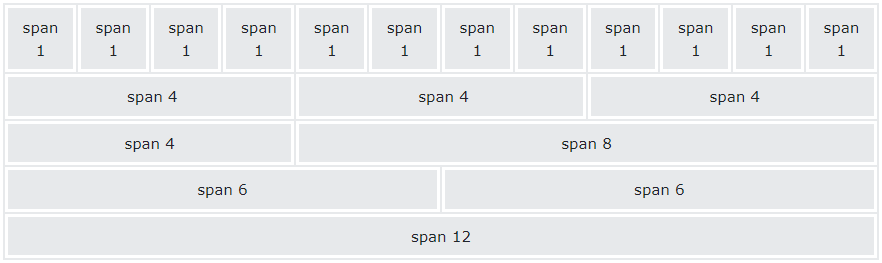 span span span span span span span span span span span span
1 1 1 1 1 1 1 1 1 1 1 1
span 4 span 4 span 4
span 4 span 8
span 6 span 6
span 12